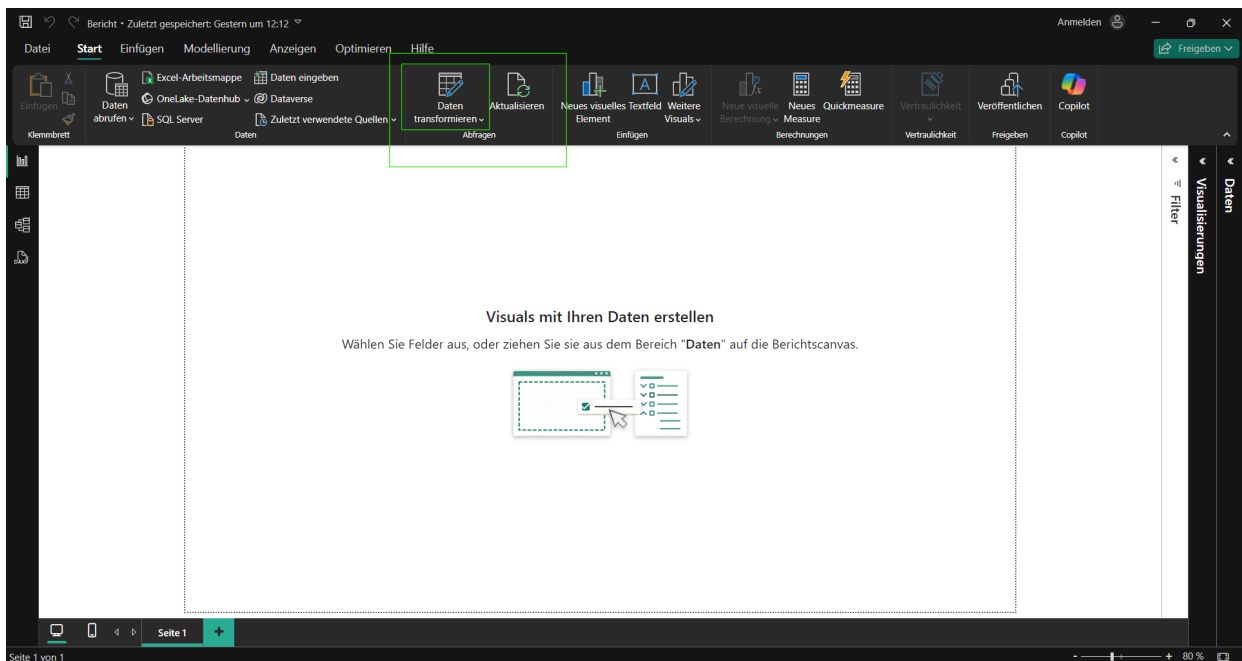 Bericht • Zuletzt gespeichert: Gestern um 12:12
Anmelden
Datei Start Einfügen Modellierung Anzeigen Optimieren Hilfe
Freigeben
Einfügen
Klemmbrett
Daten
abrufen
Excel-Arbeitsmappe
OneLake-Datenhub
SQL Server
Daten eingeben
Dataverse
Zuletzt verwendete Quellen
Daten
Daten
transformieren
Aktualisieren
Abfragen
Neues visuelles
Element
Textfeld
A
Weitere
Visuals
Einfügen
Neue visuelle
Berechnung
Neues
Measure
Quickmeasure
Berechnungen
Vertraulichkeit
Vertraulichkeit
Veröffentlichen
Freigeben
Copilot
Copilot
DAX
Filter
Visualisierungen
Daten
Visuals mit Ihren Daten erstellen
Wählen Sie Felder aus, oder ziehen Sie sie aus dem Bereich "Daten" auf die Berichtscanvas.
Seite 1
+
Seite 1 von 1
- + 80 %